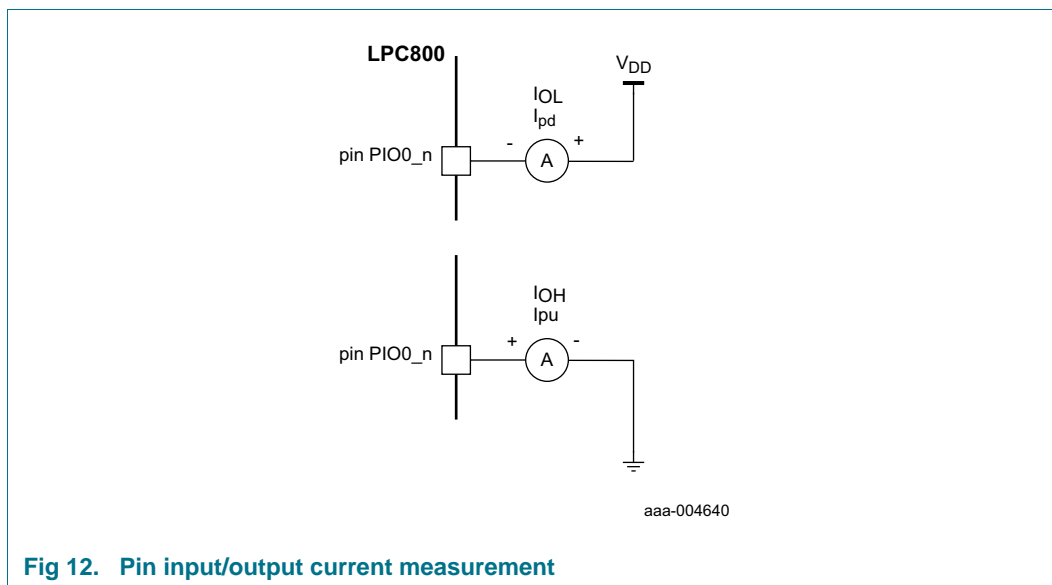 LPC800
VDD
IOL
Ipd
- +
pin PIO0_n
A
IOH
Ipu
+ -
pin PIO0_n
A
aaa-004640
Fig 12. Pin input/output current measurement